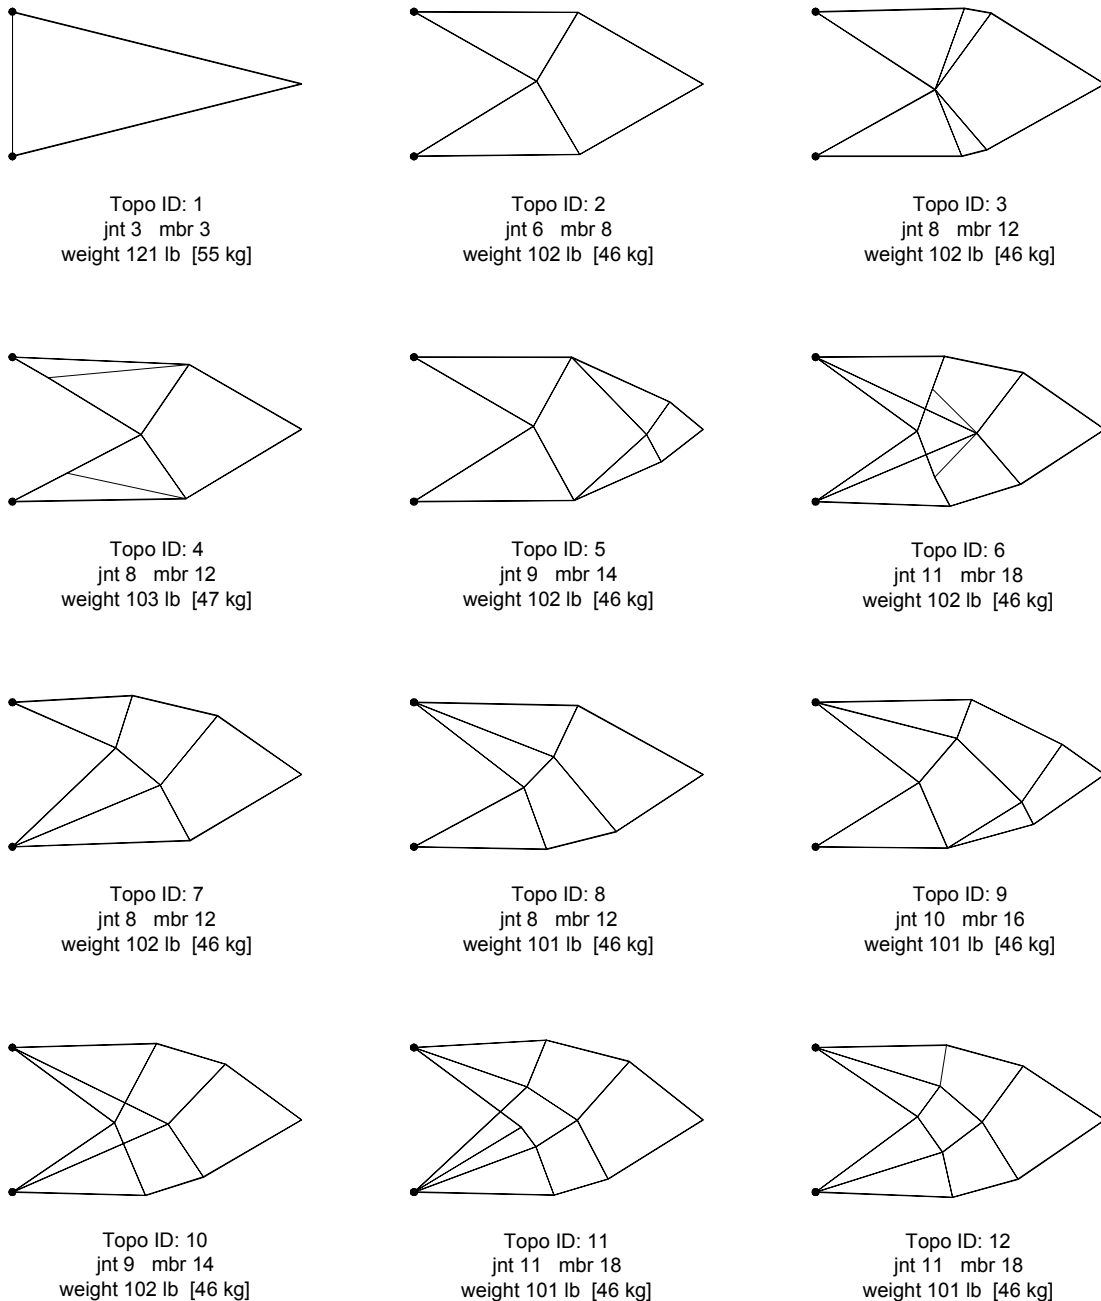 Topo ID: 1
jnt 3 mbr 3
weight 121 lb [55 kg]
Topo ID: 2
jnt 6 mbr 8
weight 102 lb [46 kg]
Topo ID: 3
jnt 8 mbr 12
weight 102 lb [46 kg]
Topo ID: 4
jnt 8 mbr 12
weight 103 lb [47 kg]
Topo ID: 5
jnt 9 mbr 14
weight 102 lb [46 kg]
Topo ID: 6
jnt 11 mbr 18
weight 102 lb [46 kg]
Topo ID: 7
jnt 8 mbr 12
weight 102 lb [46 kg]
Topo ID: 8
jnt 8 mbr 12
weight 101 lb [46 kg]
Topo ID: 9
jnt 10 mbr 16
weight 101 lb [46 kg]
Topo ID: 10
jnt 9 mbr 14
weight 102 lb [46 kg]
Topo ID: 11
jnt 11 mbr 18
weight 101 lb [46 kg]
Topo ID: 12
jnt 11 mbr 18
weight 101 lb [46 kg]